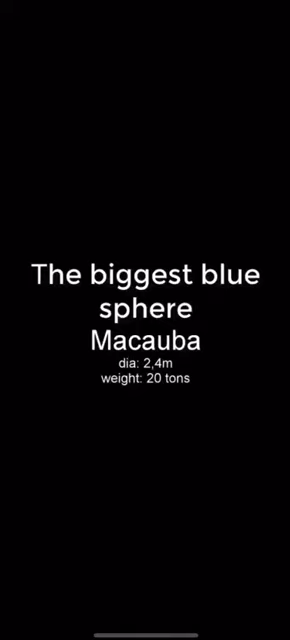 The biggest blue
sphere
Macauba
dia: 2,4m
weight: 20 tons